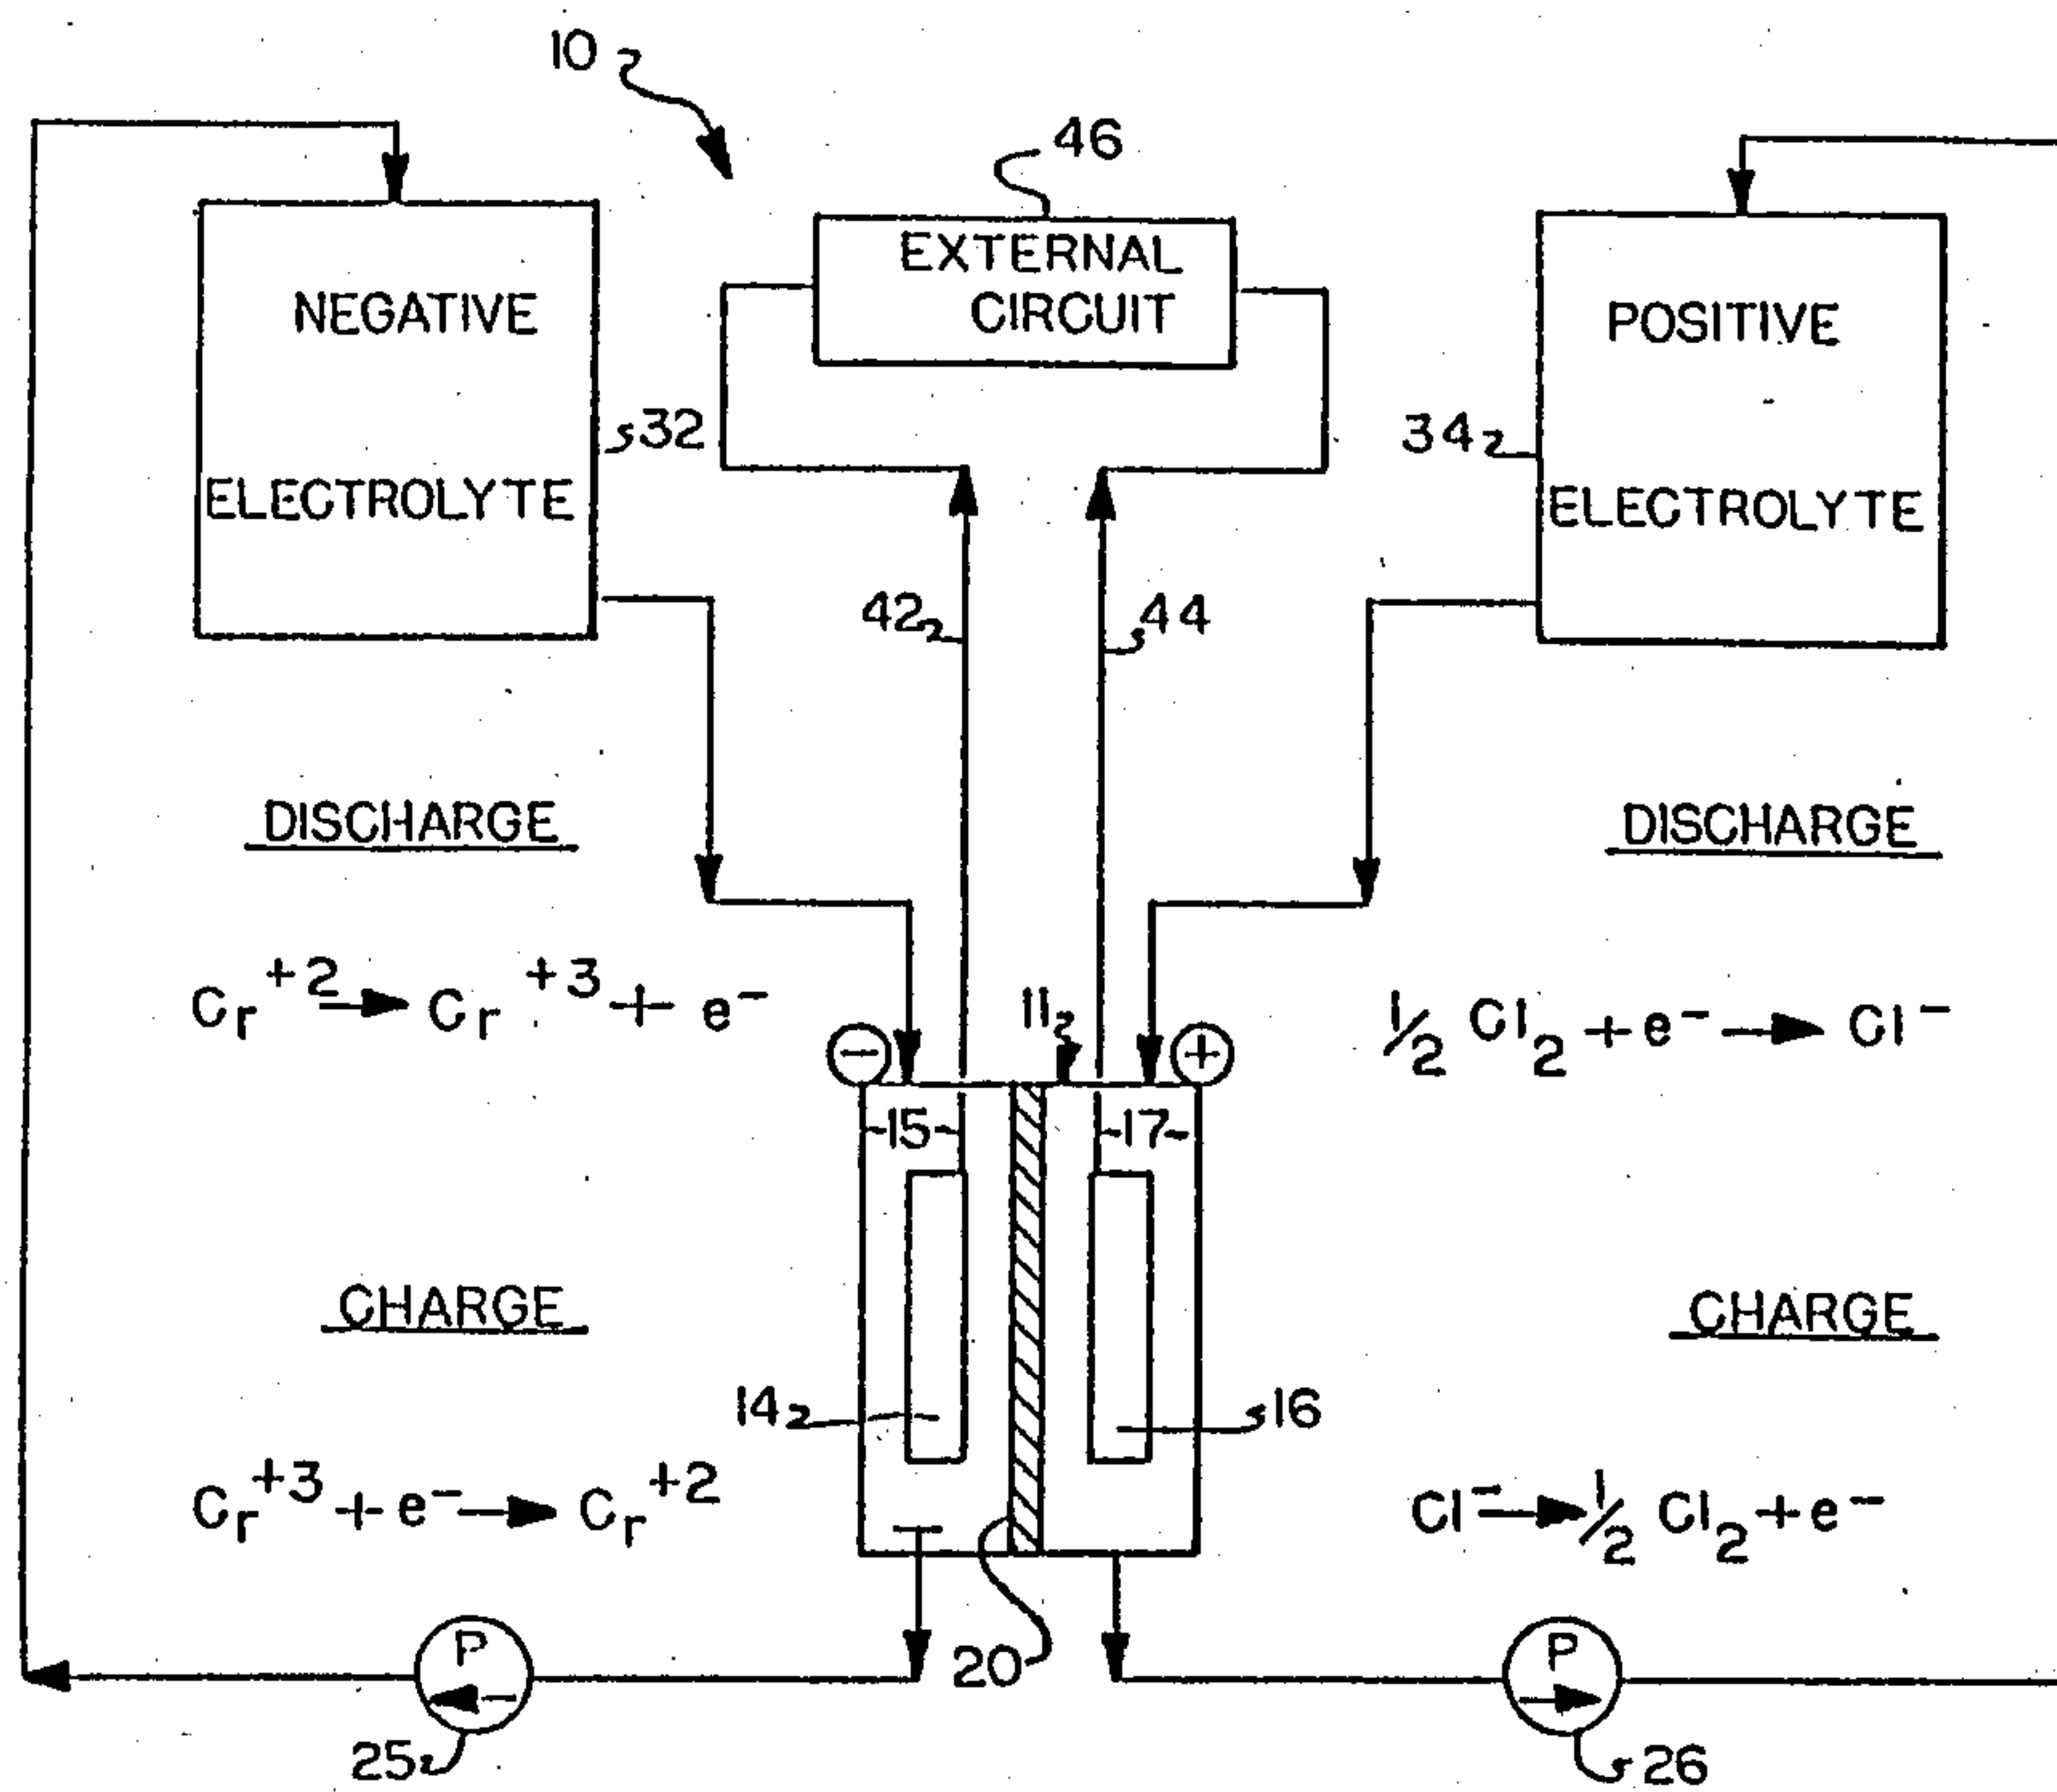 10
46
EXTERNAL
CIRCUIT
NEGATIVE
ELECTROLYTE
32
POSITIVE
ELECTROLYTE
34
42
44
DISCHARGE
DISCHARGE
Cr⁺² → Cr⁺³ + e⁻
11
½ Cl₂ + e⁻ → Cl⁻
−
+
15
17
CHARGE
CHARGE
14
16
Cr⁺³ + e⁻ → Cr⁺²
Cl⁻ → ½ Cl₂ + e⁻
P
20
P
25
26